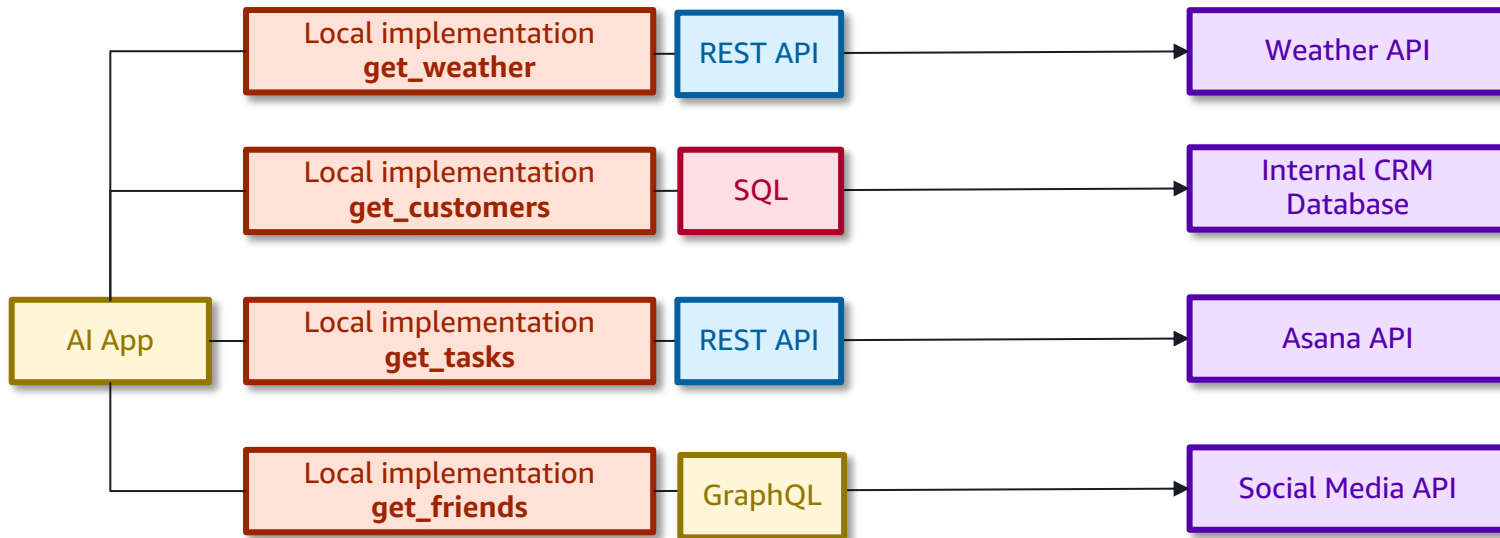 Local implementation
get_weather
REST API
Weather API
Local implementation
get_customers
SQL
Internal CRM
Database
AI App
Local implementation
get_tasks
REST API
Asana API
Local implementation
get_friends
GraphQL
Social Media API